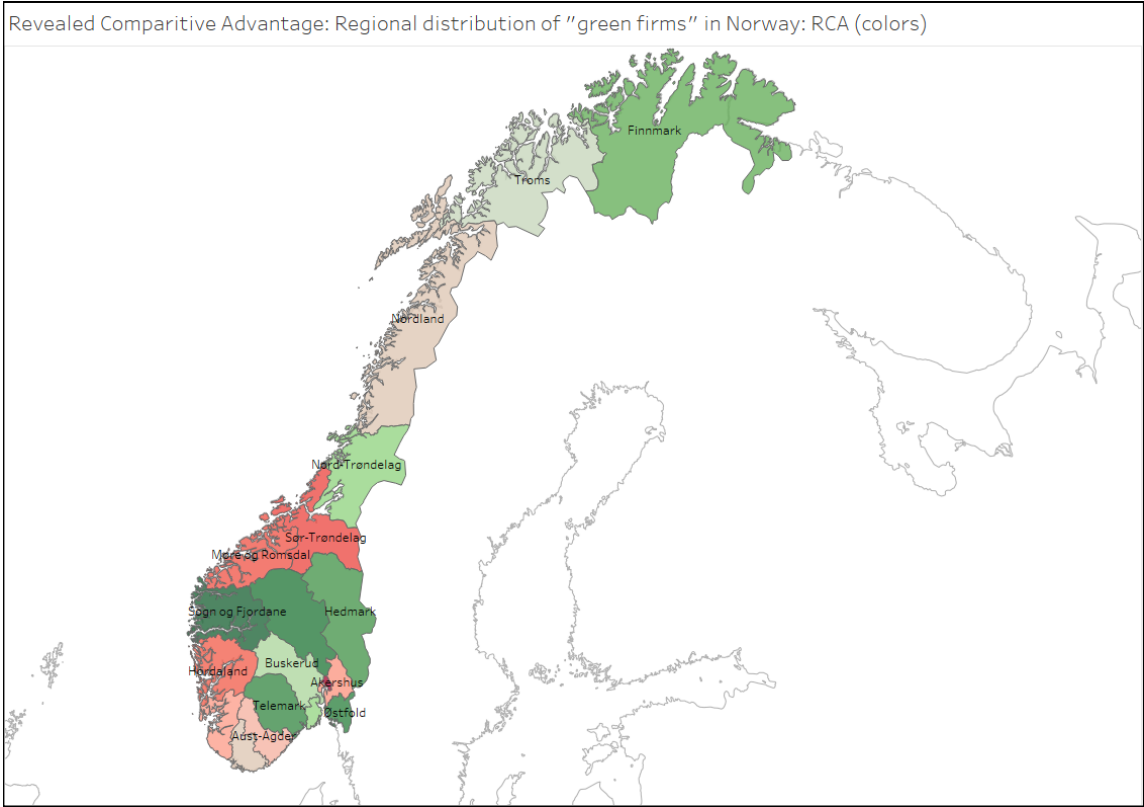 Revealed Comparitive Advantage: Regional distribution of "green firms" in Norway: RCA (colors)
Finnmark
Troms
Nordland
Nord-Trøndelag
Sør-Trøndelag
Møre og Romsdal
Sogn og Fjordane
Hedmark
Buskerud
Hordaland
Akershus
Telemark
Østfold
Aust-Agder